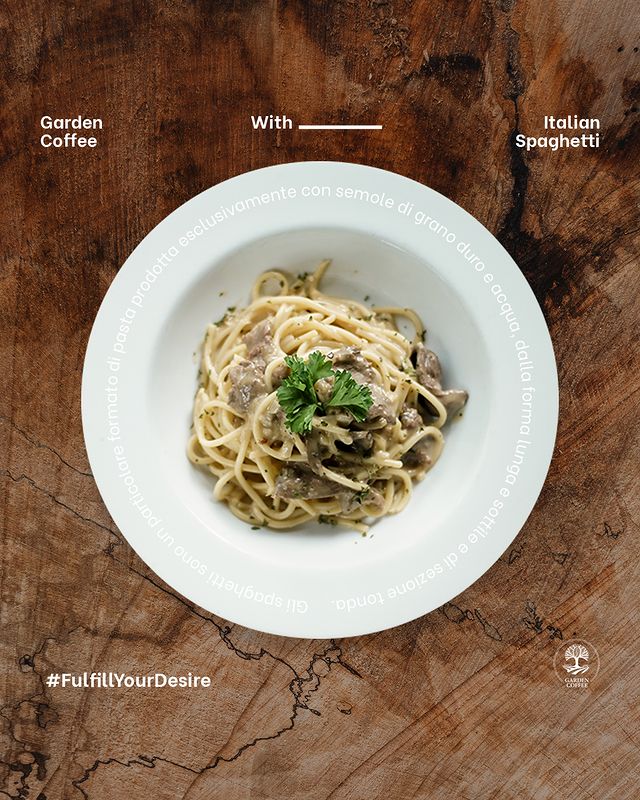 Garden
Coffee
With
Italian
Spaghetti
Gli spaghetti sono un particolare formato di pasta prodotta esclusivamente con semole di grano duro e acqua, dalla forma lunga e sottile e di sezione tonda.
#FulfillYourDesire
GARDEN
COFFEE